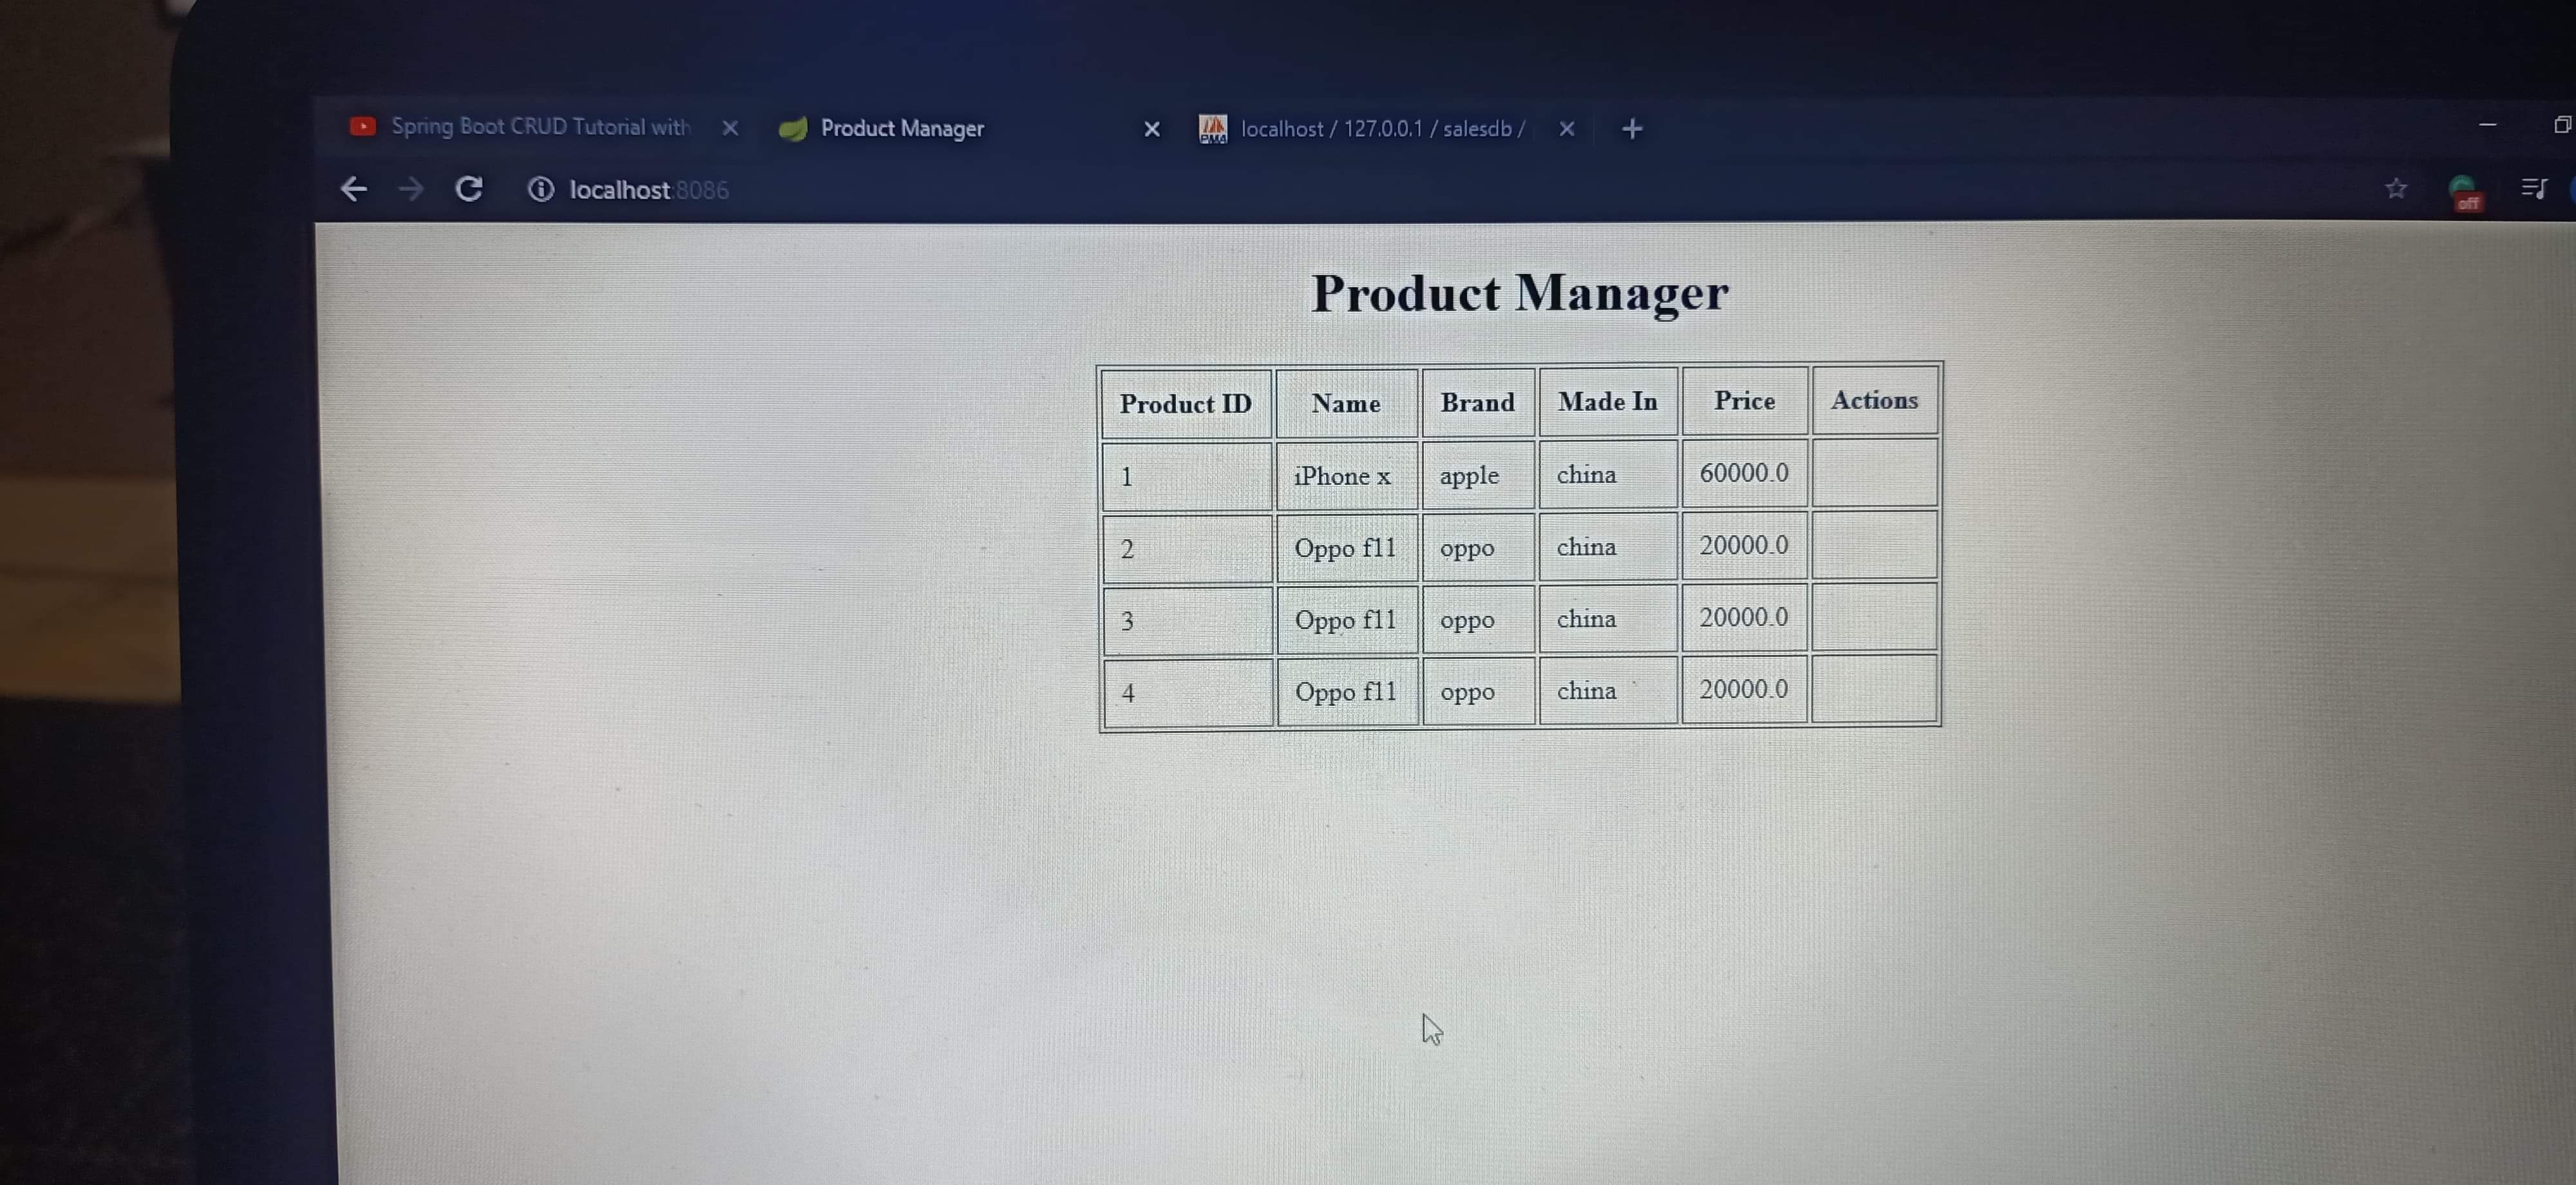 Spring Boot CRUD Tutorial with
Product Manager
localhost / 127.0.0.1 / salesdb /
localhost:8086
off
Product Manager
Product ID Name Brand Made In Price Actions
1 iPhone x apple china 60000.0
2 Oppo f11 oppo china 20000.0
3 Oppo f11 oppo china 20000.0
4 Oppo f11 oppo china 20000.0